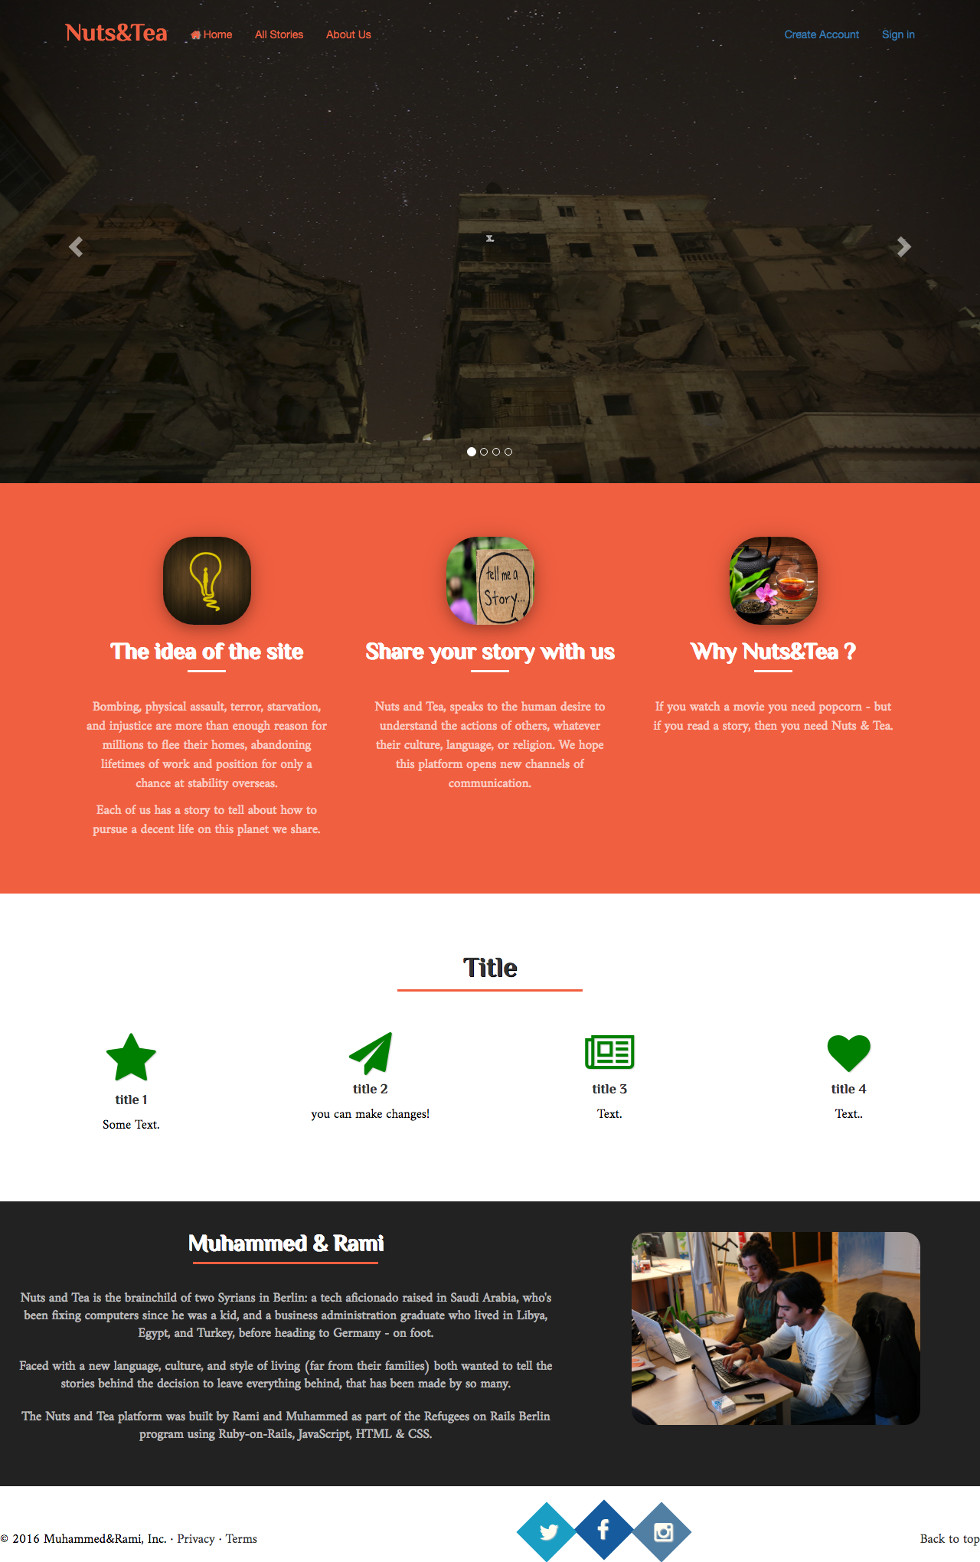 Nuts&Tea Home All Stories About Us Create Account Sign in
tell me a
Story...
The idea of the site
Bombing, physical assault, terror, starvation,
and injustice are more than enough reason for
millions to flee their homes, abandoning
lifetimes of work and position for only a
chance at stability overseas.
Each of us has a story to tell about how to
pursue a decent life on this planet we share.
Share your story with us
Nuts and Tea, speaks to the human desire to
understand the actions of others, whatever
their culture, language, or religion. We hope
this platform opens new channels of
communication.
Why Nuts&Tea ?
If you watch a movie you need popcorn - but
if you read a story, then you need Nuts & Tea.
Title
title 1
Some Text.
title 2
you can make changes!
title 3
Text.
title 4
Text..
Muhammed & Rami
Nuts and Tea is the brainchild of two Syrians in Berlin: a tech aficionado raised in Saudi Arabia, who's
been fixing computers since he was a kid, and a business administration graduate who lived in Libya,
Egypt, and Turkey, before heading to Germany - on foot.
Faced with a new language, culture, and style of living (far from their families) both wanted to tell the
stories behind the decision to leave everything behind, that has been made by so many.
The Nuts and Tea platform was built by Rami and Muhammed as part of the Refugees on Rails Berlin
program using Ruby-on-Rails, JavaScript, HTML & CSS.
© 2016 Muhammed&Rami, Inc. · Privacy · Terms
Back to top